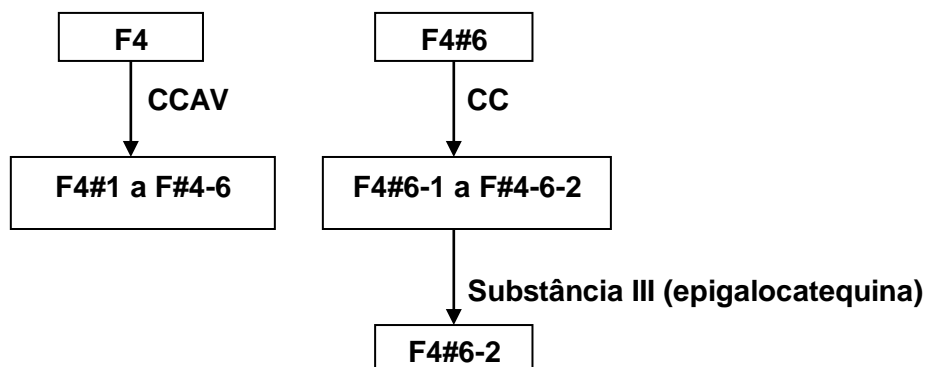 F4
F4#6
CCAV
CC
F4#1 a F#4-6
F4#6-1 a F#4-6-2
Substância III (epigalocatequina)
F4#6-2